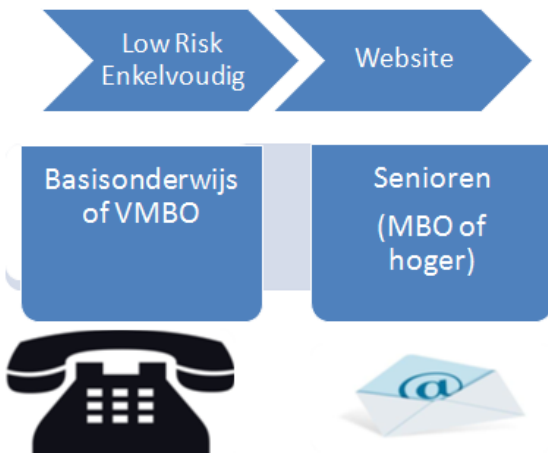 Low Risk
Enkelvoudig
Website
Basisonderwijs
of VMBO
Senioren
(MBO of
hoger)
@